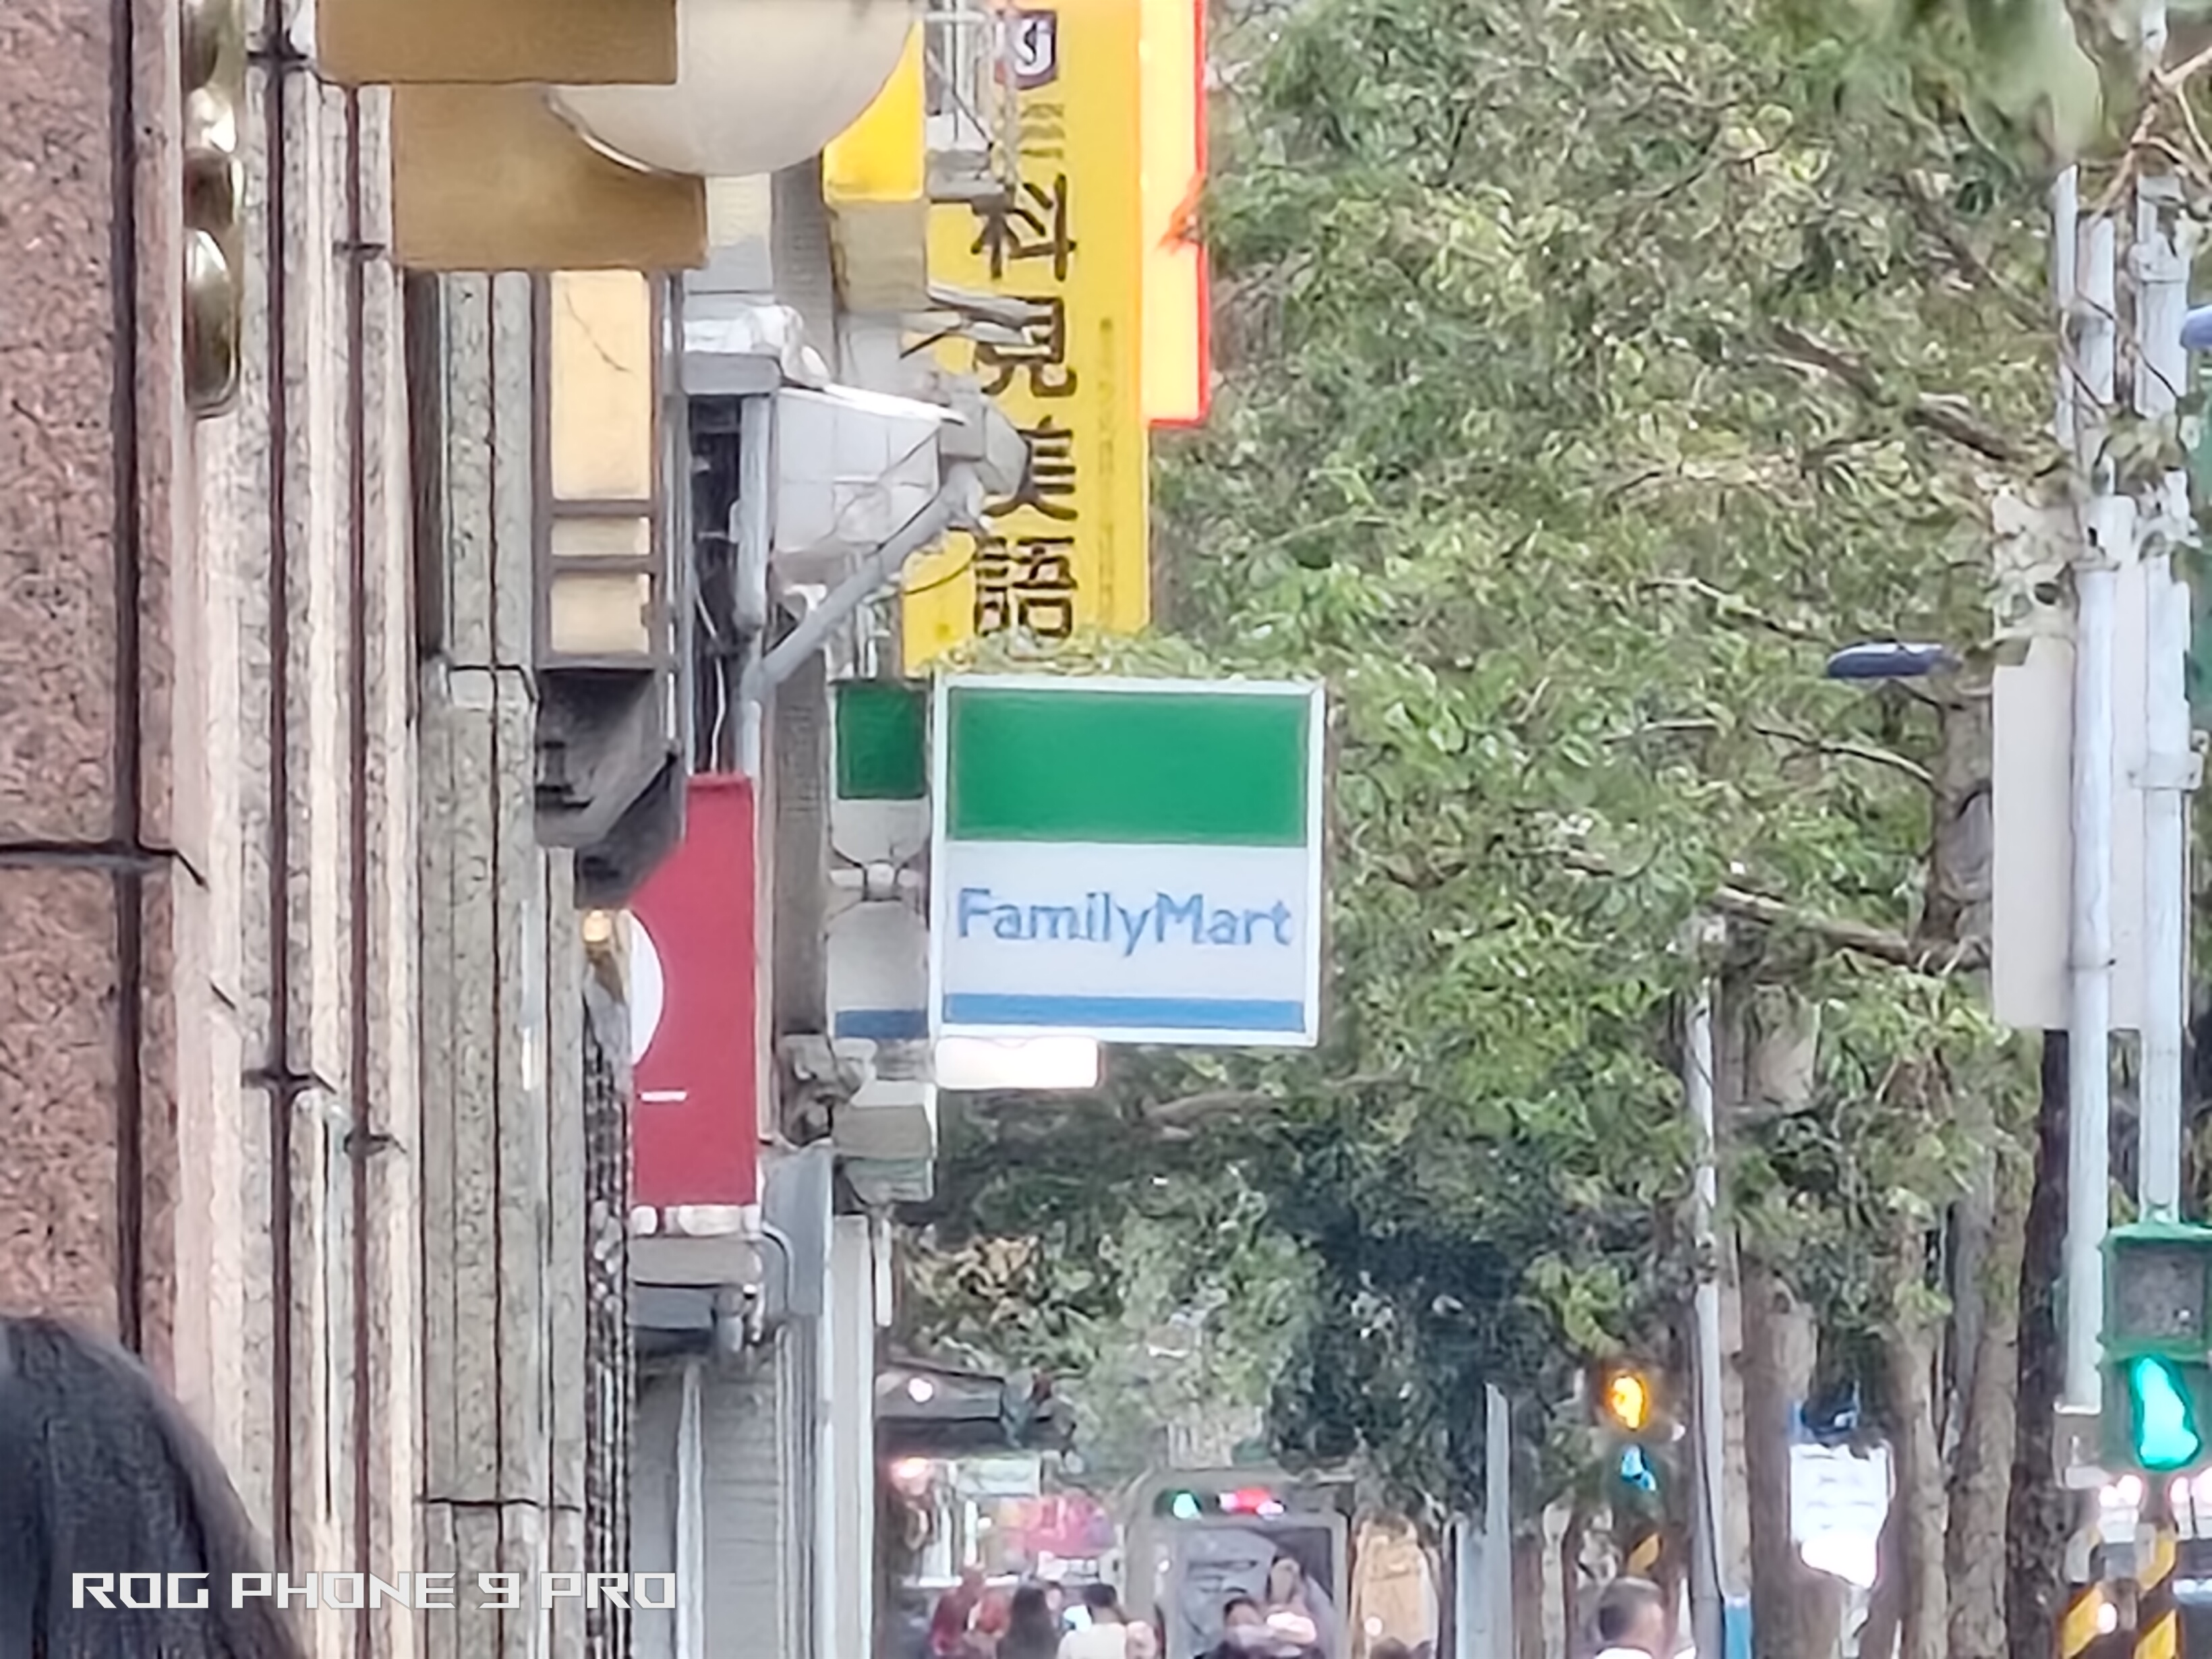 科見美語
FamilyMart
ROG PHONE 9 PRO